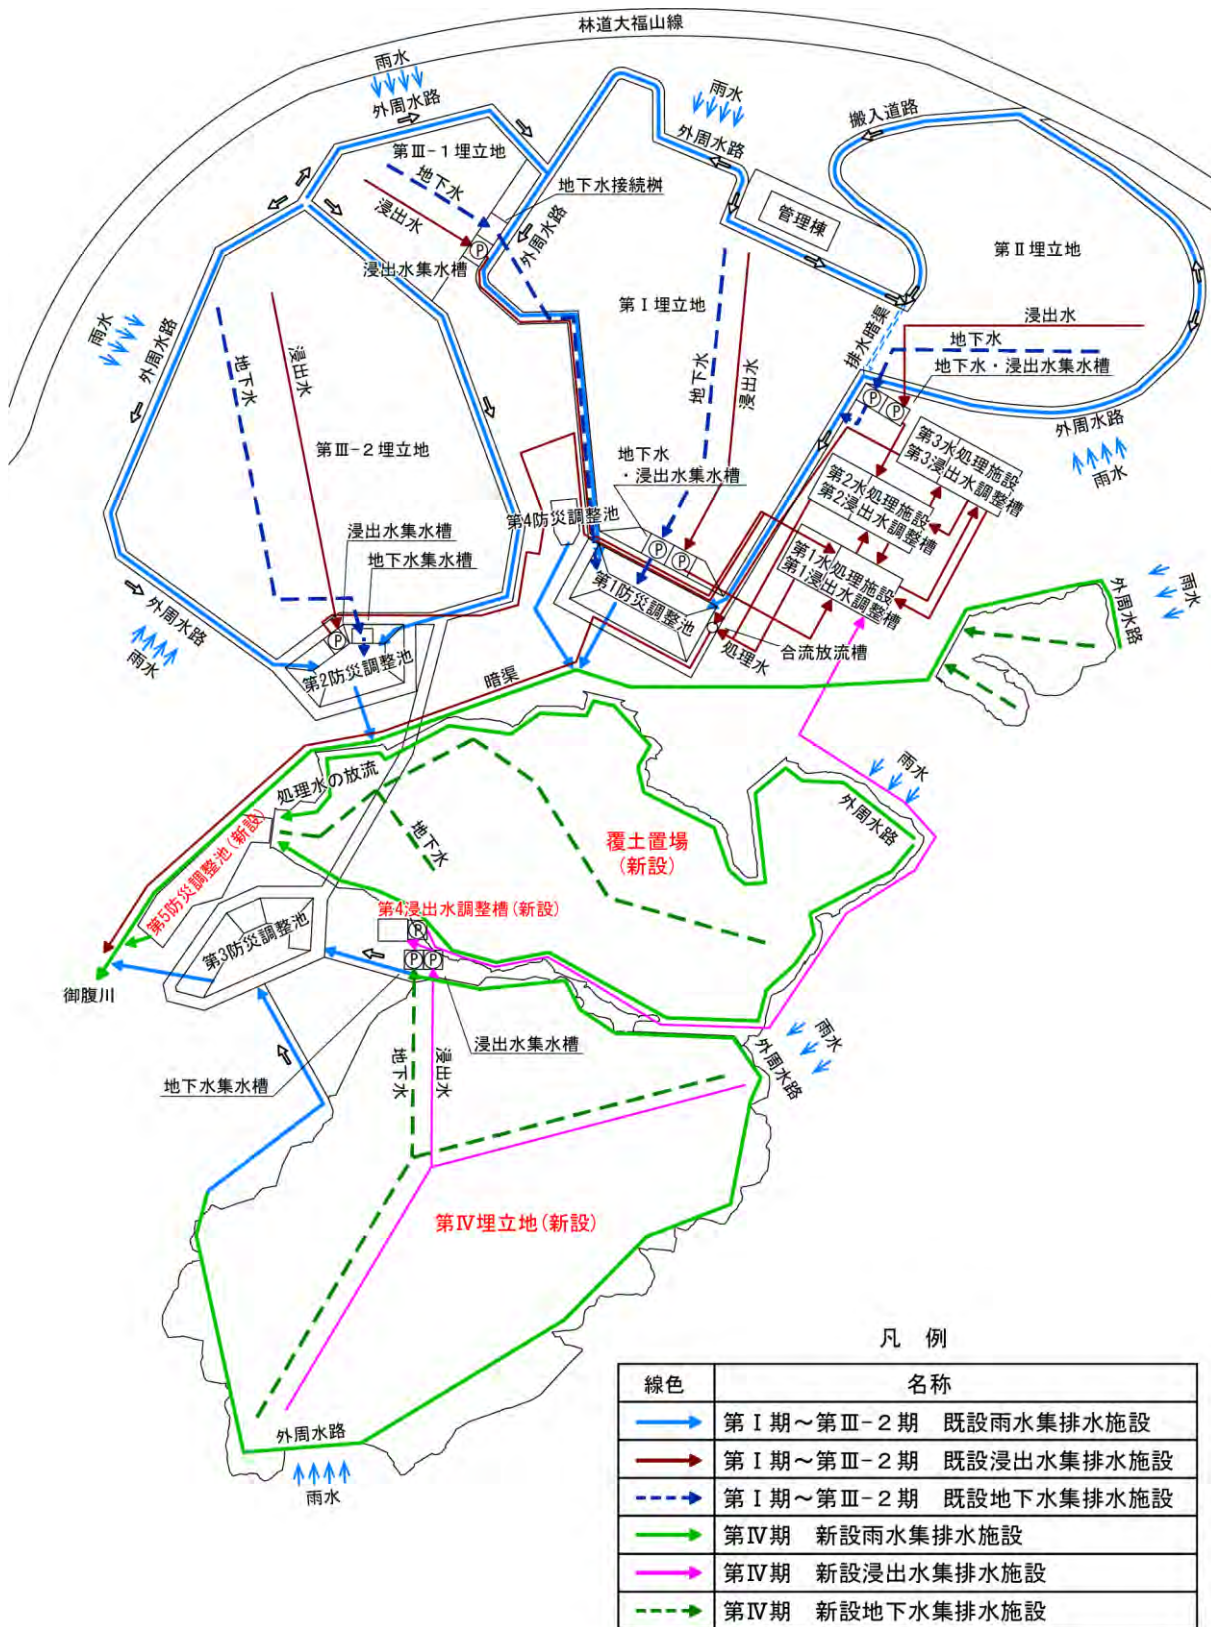 林道大福山線
雨水
外周水路
雨水
外周水路
搬入道路
第Ⅲ-1埋立地
地下水
地下水接続桝
浸出水
外周水路
浸出水集水槽
管理棟
第Ⅱ埋立地
第Ⅰ埋立地
排水暗渠
浸出水
地下水
地下水・浸出水集水槽
雨水
外周水路
地下水
浸出水
地下水
浸出水
外周水路
雨水
第Ⅲ-2埋立地
地下水
・浸出水集水槽
第3水処理施設
第3浸出水調整槽
第2水処理施設
第2浸出水調整槽
第4防災調整池
浸出水集水槽
地下水集水槽
第1水処理施設
第1浸出水調整槽
第1防災調整池
外周水路
雨水
外周水路
雨水
第2防災調整池
処理水
合流放流槽
暗渠
雨水
処理水の放流
外周水路
覆土置場
(新設)
地下水
第5防災調整池(新設)
第4浸出水調整槽(新設)
第3防災調整池
御腹川
雨水
外周水路
浸出水集水槽
地下水
浸出水
地下水集水槽
第Ⅳ埋立地(新設)
外周水路
雨水
P
P
P
P
P
P
P
P
P
凡 例
線色 名称
第Ⅰ期~第Ⅲ-2期 既設雨水集排水施設
第Ⅰ期~第Ⅲ-2期 既設浸出水集排水施設
第Ⅰ期~第Ⅲ-2期 既設地下水集排水施設
第Ⅳ期 新設雨水集排水施設
第Ⅳ期 新設浸出水集排水施設
第Ⅳ期 新設地下水集排水施設